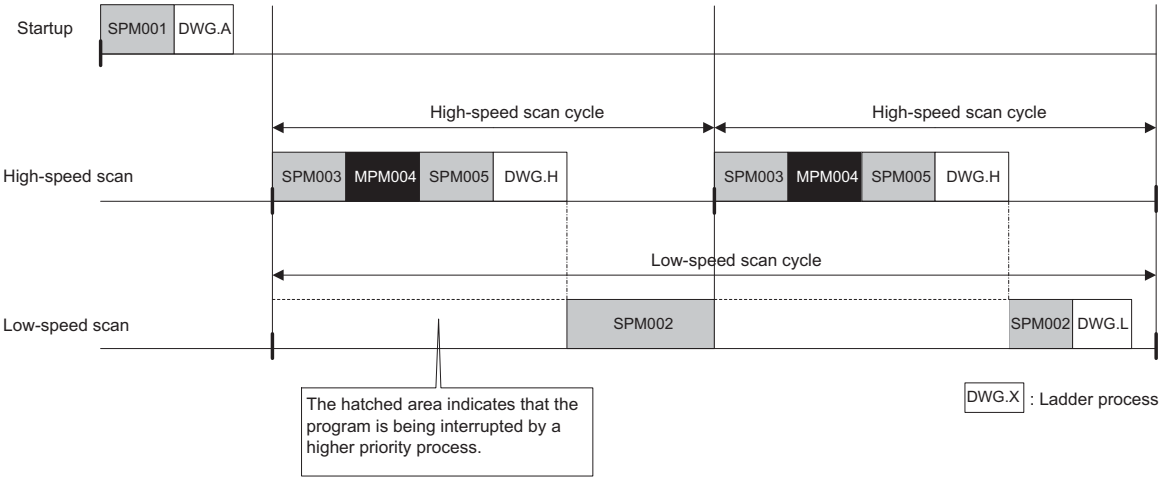 Startup
SPM001
DWG.A
High-speed scan cycle
High-speed scan cycle
High-speed scan
SPM003
MPM004
SPM005
DWG.H
SPM003
MPM004
SPM005
DWG.H
Low-speed scan cycle
Low-speed scan
SPM002
SPM002
DWG.L
The hatched area indicates that the
program is being interrupted by a
higher priority process.
DWG.X : Ladder process